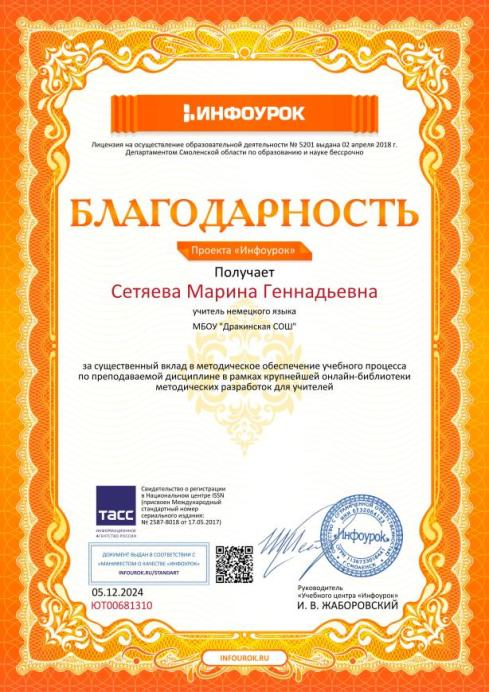 ИНФОУРОК
Лицензия на осуществление образовательной деятельности № 5201 выдана 02 апреля 2018 г.
Департаментом Смоленской области по образованию и науке бессрочно
БЛАГОДАРНОСТЬ
Проекта «Инфоурок»
Получает
Сетяева Марина Геннадьевна
учитель немецкого языка
МБОУ "Дракинская СОШ"
за существенный вклад в методическое обеспечение учебного процесса
по преподаваемой дисциплине в рамках крупнейшей онлайн-библиотеки
методических разработок для учителей
Свидетельство о регистрации
в Национальном центре ISSN
(присвоен Международный
стандартный номер
сериального издания:
№ 2587-8018 от 17.05.2017)
ТАСС
ИНФОРМАЦИОННОЕ
АГЕНТСТВО РОССИИ
ДОКУМЕНТ ВЫДАН В СООТВЕТСТВИИ С
«МАНИФЕСТОМ О КАЧЕСТВЕ «ИНФОУРОК»
INFOUROK.RU/STANDART
«Инфоурок»
Г.СМОЛЕНСК
05.12.2024
ЮТ00681310
Руководитель
«Учебного центра «Инфоурок»
И. В. ЖАБОРОВСКИЙ
INFOUROK.RU